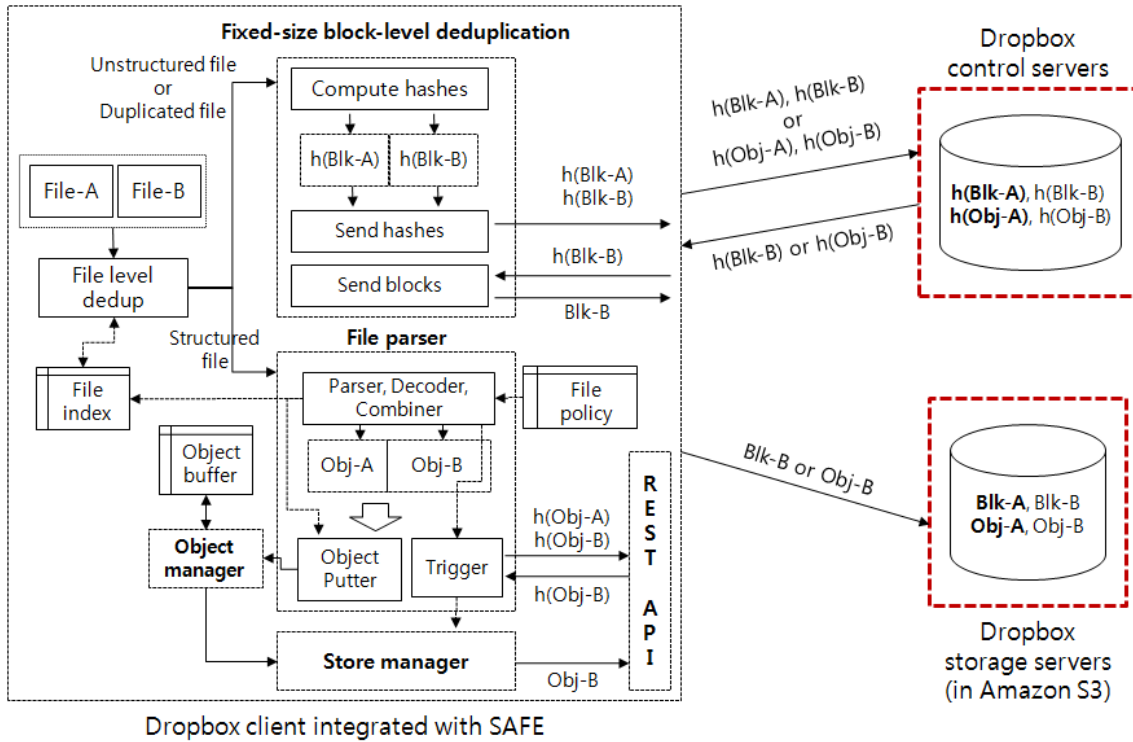 Fixed-size block-level deduplication
Unstructured file
or
Duplicated file
Compute hashes
h(Blk-A)
h(Blk-B)
Send hashes
Send blocks
h(Blk-A)
h(Blk-B)
h(Blk-B)
Blk-B
File-A
File-B
File level
dedup
Structured
file
File
index
File parser
Parser, Decoder,
Combiner
File
policy
Obj-A
Obj-B
Object
buffer
Object
manager
Object
Putter
Trigger
h(Obj-A)
h(Obj-B)
h(Obj-B)
R
E
S
T
A
P
I
Store manager
Obj-B
Dropbox client integrated with SAFE
Dropbox
control servers
h(Blk-A), h(Blk-B)
or
h(Obj-A), h(Obj-B)
h(Blk-B) or h(Obj-B)
h(Blk-A), h(Blk-B)
h(Obj-A), h(Obj-B)
Blk-B or Obj-B
Blk-A, Blk-B
Obj-A, Obj-B
Dropbox
storage servers
(in Amazon S3)